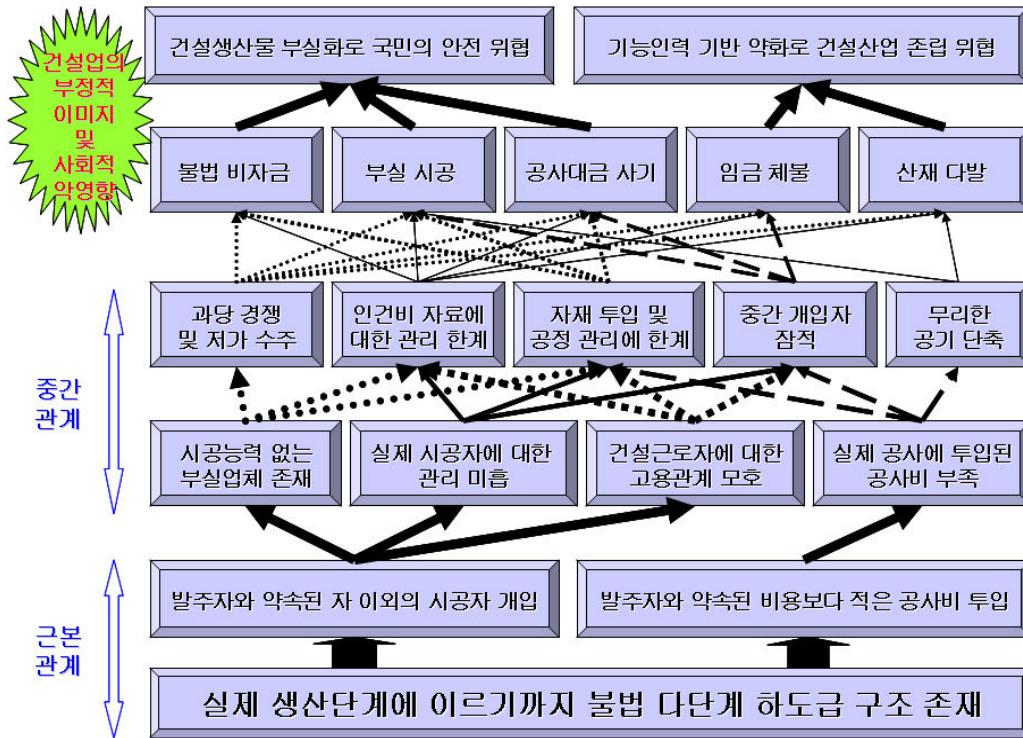 건설업의
부정적
이미지
및
사회적
악영향
건설생산물 부실화로 국민의 안전 위협
기능인력 기반 약화로 건설산업 존립 위협
불법 비자금
부실 시공
공사대금 사기
임금 체불
산재 다발
중간
관계
과당 경쟁
및 저가 수주
인건비 자료에
대한 관리 한계
자재 투입 및
공정 관리에 한계
중간 개입자
잠적
무리한
공기 단축
시공능력 없는
부실업체 존재
실제 시공자에 대한
관리 미흡
건설근로자에 대한
고용관계 모호
실제 공사에 투입된
공사비 부족
근본
관계
발주자와 약속된 자 이외의 시공자 개입
발주자와 약속된 비용보다 적은 공사비 투입
실제 생산단계에 이르기까지 불법 다단계 하도급 구조 존재